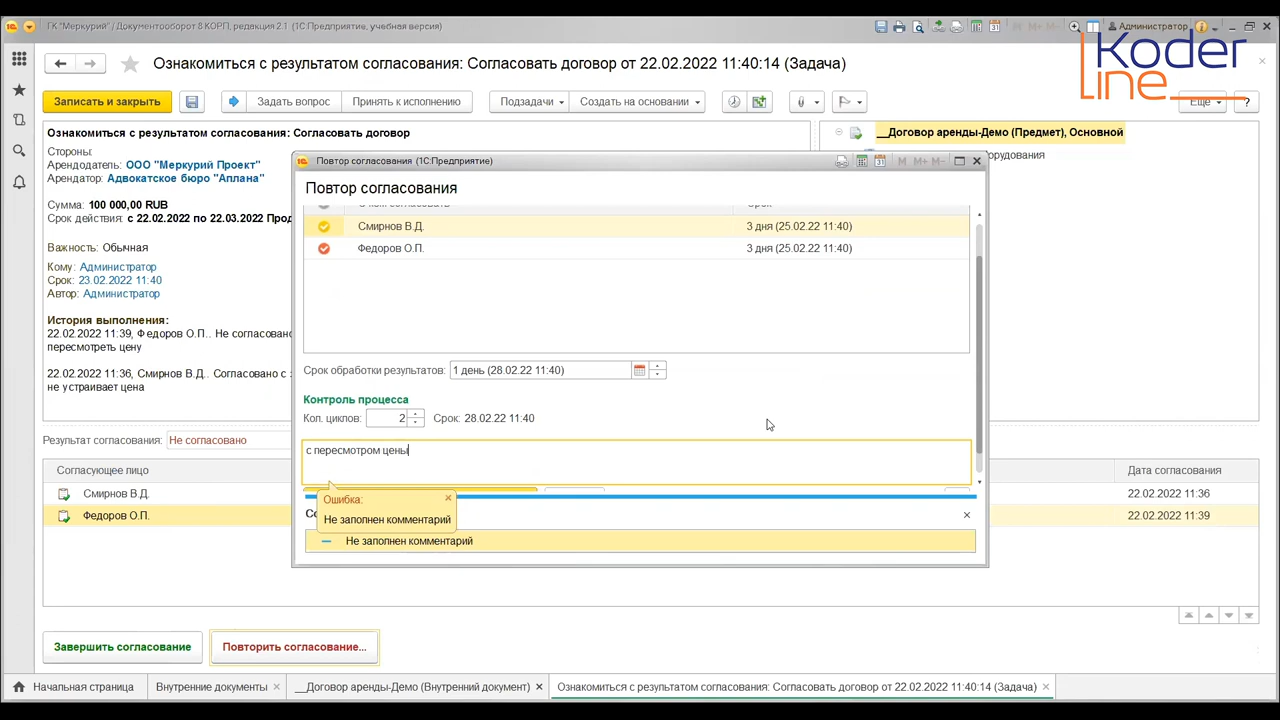 ГК "Меркурий" / Документооборот 8 КОРП, редакция 2.1 (1С:Предприятие, учебная версия)
M M+ M-
Администратор
Koder
line
Ознакомиться с результатом согласования: Согласовать договор от 22.02.2022 11:40:14 (Задача)
Записать и закрыть
Задать вопрос
Принять к исполнению
Подзадачи
Создать на основании
Еще
?
Ознакомиться с результатом согласования: Согласовать договор
Стороны:
Арендодатель: ООО "Меркурий Проект"
Арендатор: Адвокатское бюро "Аплана"
Сумма: 100 000,00 RUB
Срок действия: с 22.02.2022 по 22.03.2022 Прод
Важность: Обычная
Кому: Администратор
Срок: 23.02.2022 11:40
Автор: Администратор
История выполнения:
22.02.2022 11:39, Федоров О.П.. Не согласовано
пересмотреть цену
22.02.2022 11:36, Смирнов В.Д.. Согласовано с
не устраивает цена
__Договор аренды-Демо (Предмет), Основной
орудования
Повтор согласования (1С:Предприятие)
M M+ M-
Повтор согласования
С кем согласовать
Срок
Смирнов В.Д.
3 дня (25.02.22 11:40)
Федоров О.П.
3 дня (25.02.22 11:40)
Срок обработки результатов:
1 день (28.02.22 11:40)
Контроль процесса
Кол. циклов:
2
Срок: 28.02.22 11:40
с пересмотром цены
Ошибка:
Не заполнен комментарий
Со
Не заполнен комментарий
Результат согласования:
Не согласовано
Согласующее лицо
Дата согласования
Смирнов В.Д.
22.02.2022 11:36
Федоров О.П.
22.02.2022 11:39
Завершить согласование
Повторить согласование...
Начальная страница
Внутренние документы
__Договор аренды-Демо (Внутренний документ)
Ознакомиться с результатом согласования: Согласовать договор от 22.02.2022 11:40:14 (Задача)